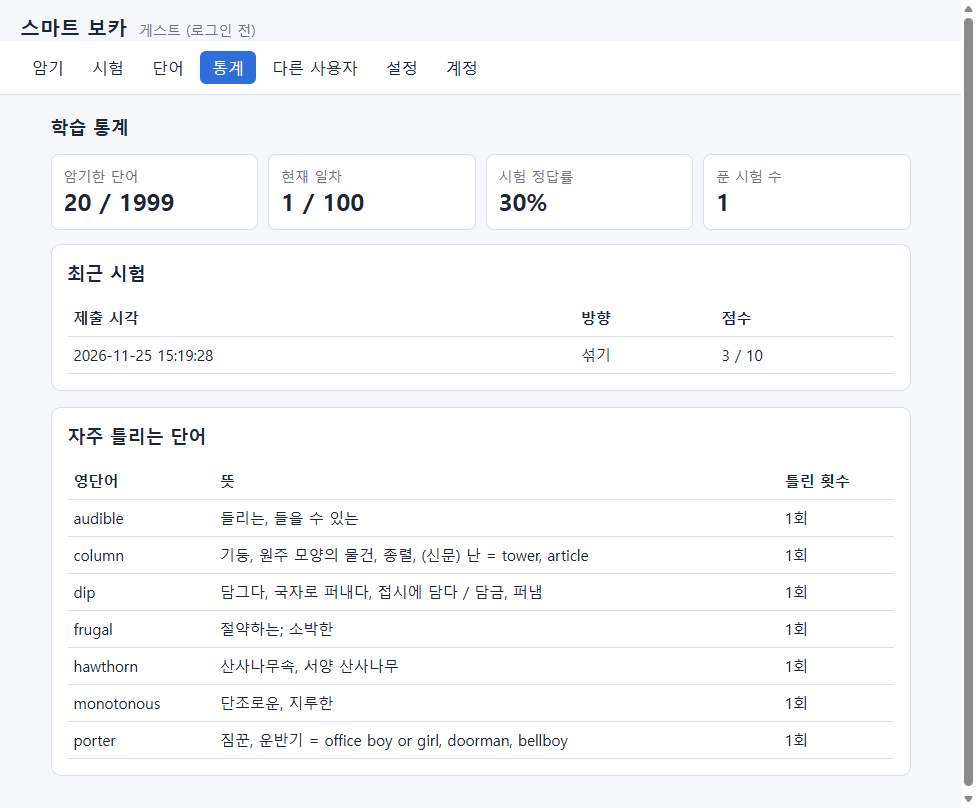 스마트 보카 게스트 (로그인 전)
암기 시험 단어 통계 다른 사용자 설정 계정
학습 통계
암기한 단어 현재 일차 시험 정답률 푼 시험 수
20 / 1999 1 / 100 30% 1
최근 시험
제출 시각 방향 점수
2026-11-25 15:19:28 섞기 3 / 10
자주 틀리는 단어
영단어 뜻 틀린 횟수
audible 들리는, 들을 수 있는 1회
column 기둥, 원주 모양의 물건, 종렬, (신문) 난 = tower, article 1회
dip 담그다, 국자로 퍼내다, 접시에 담다 / 담금, 퍼냄 1회
frugal 절약하는; 소박한 1회
hawthorn 산사나무속, 서양 산사나무 1회
monotonous 단조로운, 지루한 1회
porter 짐꾼, 운반기 = office boy or girl, doorman, bellboy 1회